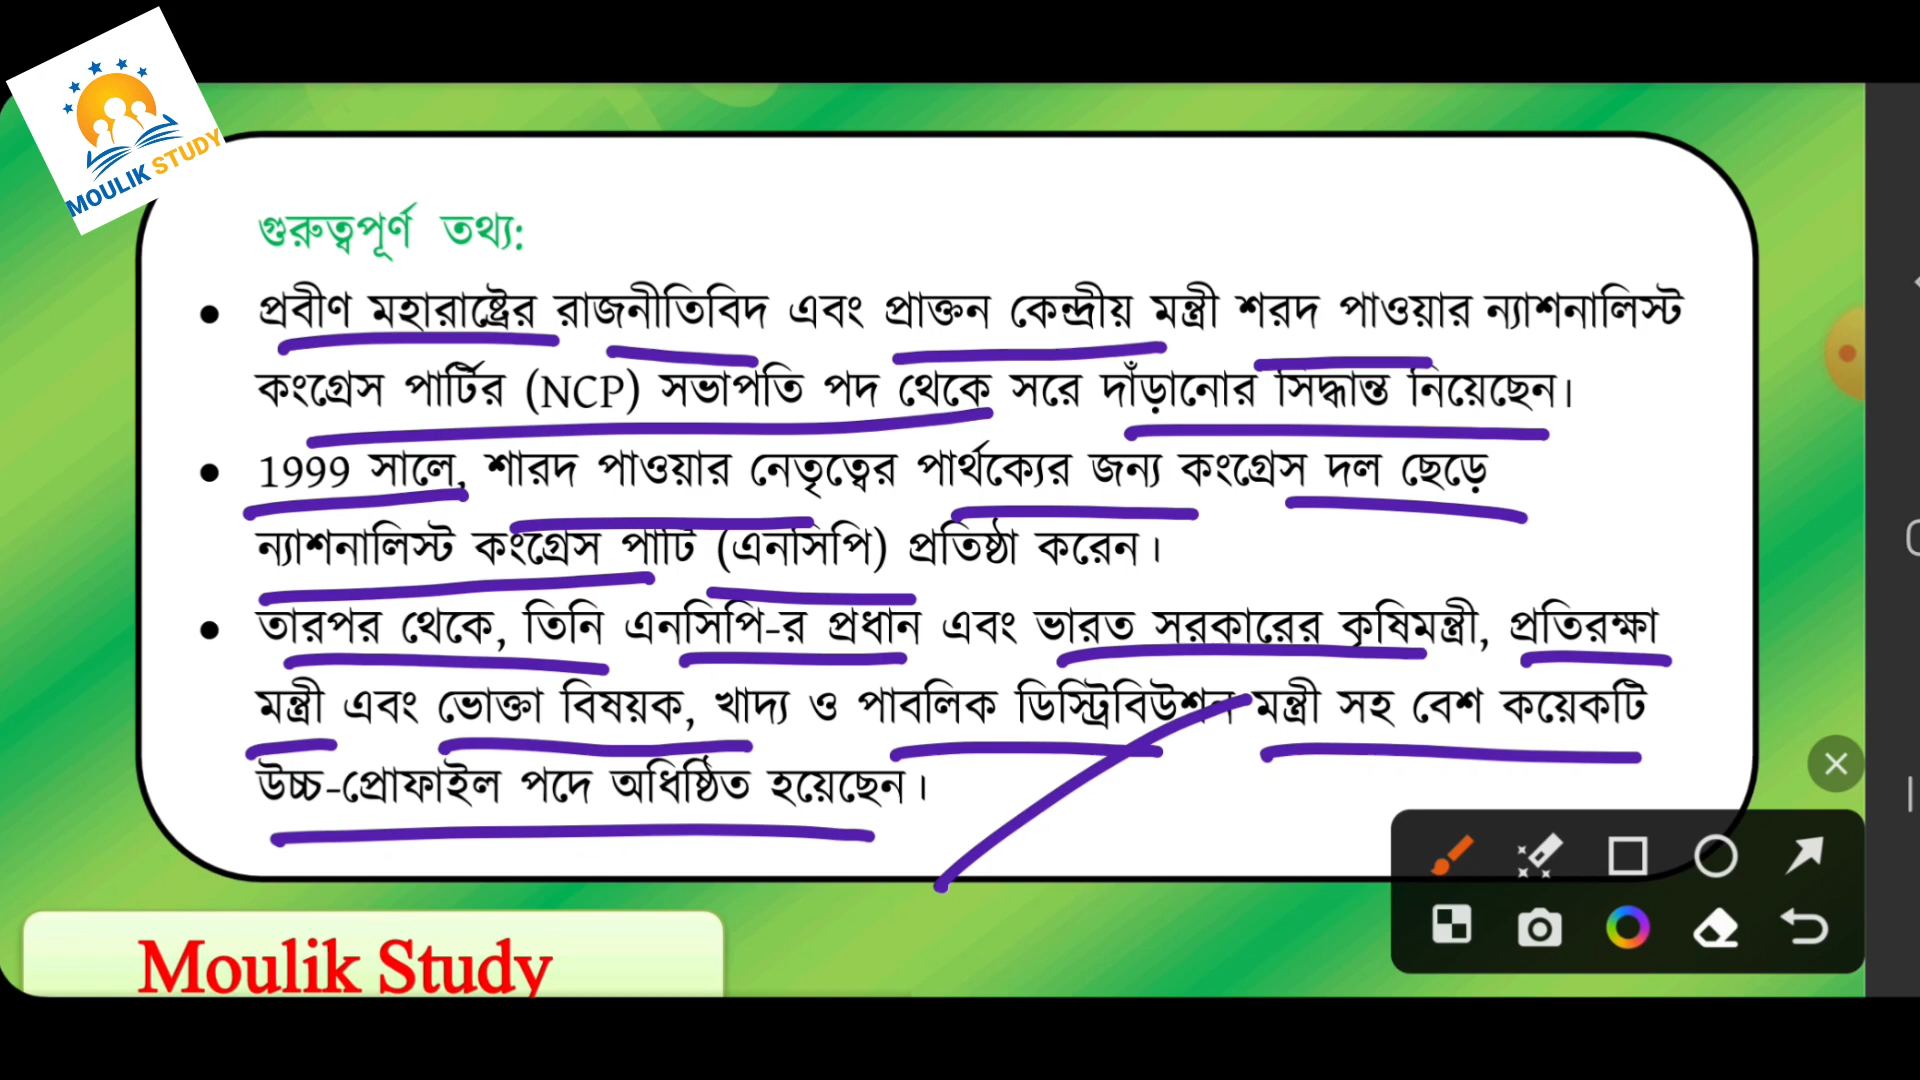 MOULIK STUDY
গুরুত্বপূর্ণ তথ্য:
• প্রবীণ মহারাষ্ট্রের রাজনীতিবিদ এবং প্রাক্তন কেন্দ্রীয় মন্ত্রী শরদ পাওয়ার ন্যাশনালিস্ট
কংগ্রেস পার্টির (NCP) সভাপতি পদ থেকে সরে দাঁড়ানোর সিদ্ধান্ত নিয়েছেন।
• 1999 সালে, শারদ পাওয়ার নেতৃত্বের পার্থক্যের জন্য কংগ্রেস দল ছেড়ে
ন্যাশনালিস্ট কংগ্রেস পার্টি (এনসিপি) প্রতিষ্ঠা করেন।
• তারপর থেকে, তিনি এনসিপি-র প্রধান এবং ভারত সরকারের কৃষিমন্ত্রী, প্রতিরক্ষা
মন্ত্রী এবং ভোক্তা বিষয়ক, খাদ্য ও পাবলিক ডিস্ট্রিবিউশন মন্ত্রী সহ বেশ কয়েকটি
উচ্চ-প্রোফাইল পদে অধিষ্ঠিত হয়েছেন।
Moulik Study